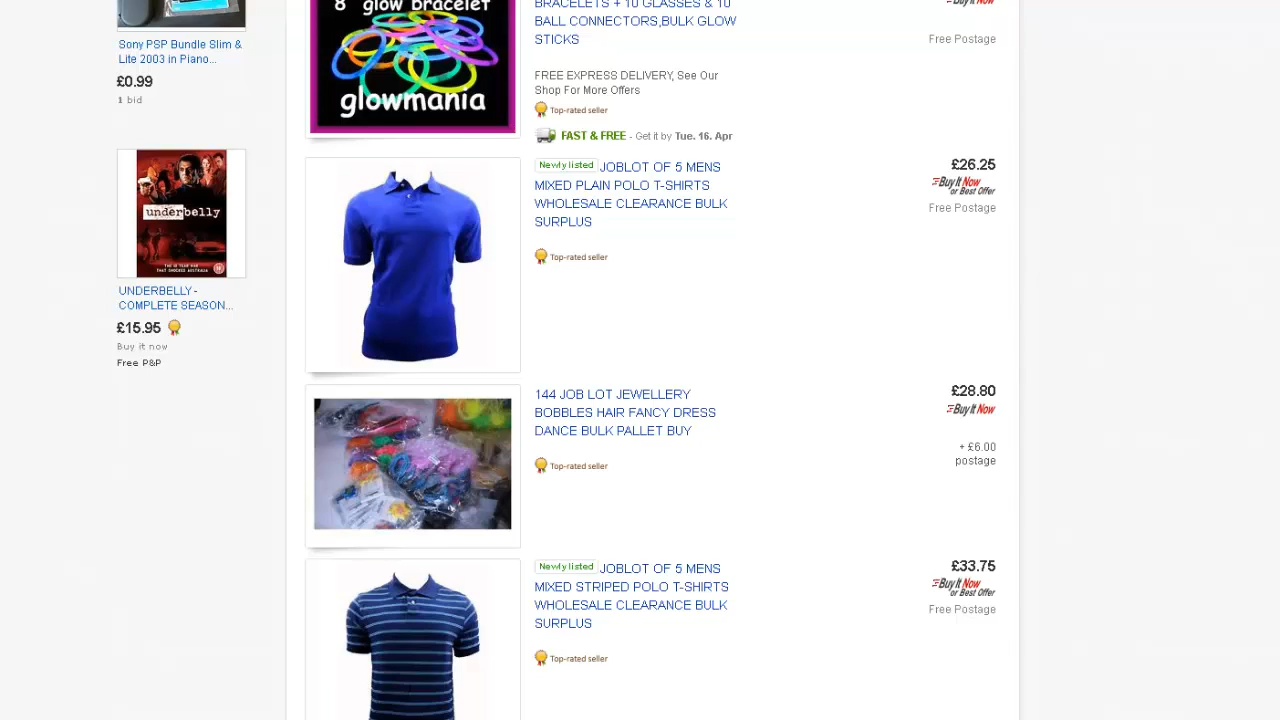 Sony PSP Bundle Slim &
Lite 2003 in Piano...
£0.99
1 bid
underbelly
UNDERBELLY -
COMPLETE SEASON...
£15.95
Buy it now
Free P&P
8" glow bracelet
glowmania
BRACELETS + 10 GLASSES & 10
BALL CONNECTORS,BULK GLOW
STICKS
Buy It Now
Free Postage
FREE EXPRESS DELIVERY, See Our
Shop For More Offers
Top-rated seller
FAST & FREE - Get it by Tue. 16. Apr
Newly listed JOBLOT OF 5 MENS
MIXED PLAIN POLO T-SHIRTS
WHOLESALE CLEARANCE BULK
SURPLUS
£26.25
Buy It Now
or Best Offer
Free Postage
Top-rated seller
144 JOB LOT JEWELLERY
BOBBLES HAIR FANCY DRESS
DANCE BULK PALLET BUY
£28.80
Buy It Now
+ £6.00
postage
Top-rated seller
Newly listed JOBLOT OF 5 MENS
MIXED STRIPED POLO T-SHIRTS
WHOLESALE CLEARANCE BULK
SURPLUS
£33.75
Buy It Now
or Best Offer
Free Postage
Top-rated seller